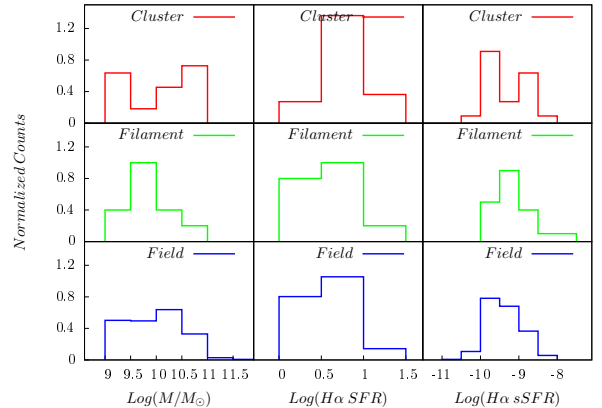 Normalized Counts
1.2
0.8
0.4
0
Cluster
Cluster
Cluster
1.2
0.8
0.4
0
Filament
Filament
Filament
1.2
0.8
0.4
0
Field
Field
Field
9 9.5 10 10.5 11 11.5
0 0.5 1 1.5
-11 -10 -9 -8
Log(M/M☉)
Log(Hα SFR)
Log(Hα sSFR)